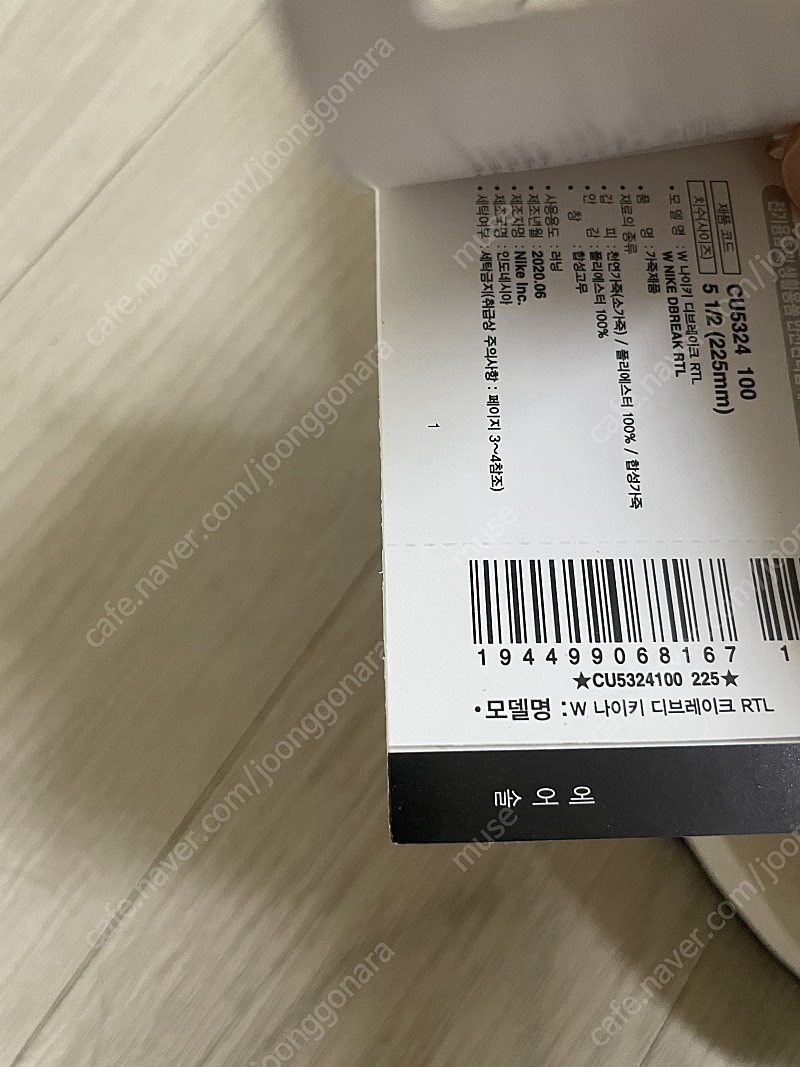 제품 코드 CU5324 100
치수(사이즈) 5 1/2 (225mm)
• 모 델 명 : W 나이키 디브레이크 RTL
W NIKE DBREAK RTL
• 품 명 : 가죽제품
• 재료의 종류
• 겉 피 : 천연가죽(소가죽) / 폴리에스터 100% / 합성가죽
• 안 감 : 폴리에스터 100%
• 창 : 합성고무
• 사용용도 : 러닝
• 제조년월 : 2020.06
• 제조자명 : Nike Inc.
• 제조국명 : 인도네시아
• 세탁여부 : 세탁금지(취급상 주의사항 : 페이지 3~4참조)
1
194499068167
1
★CU5324100 225★
•모델명 :W 나이키 디브레이크 RTL
에어솔
cafe.naver.com/joonggonara
muse